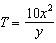 T = 10x²/y